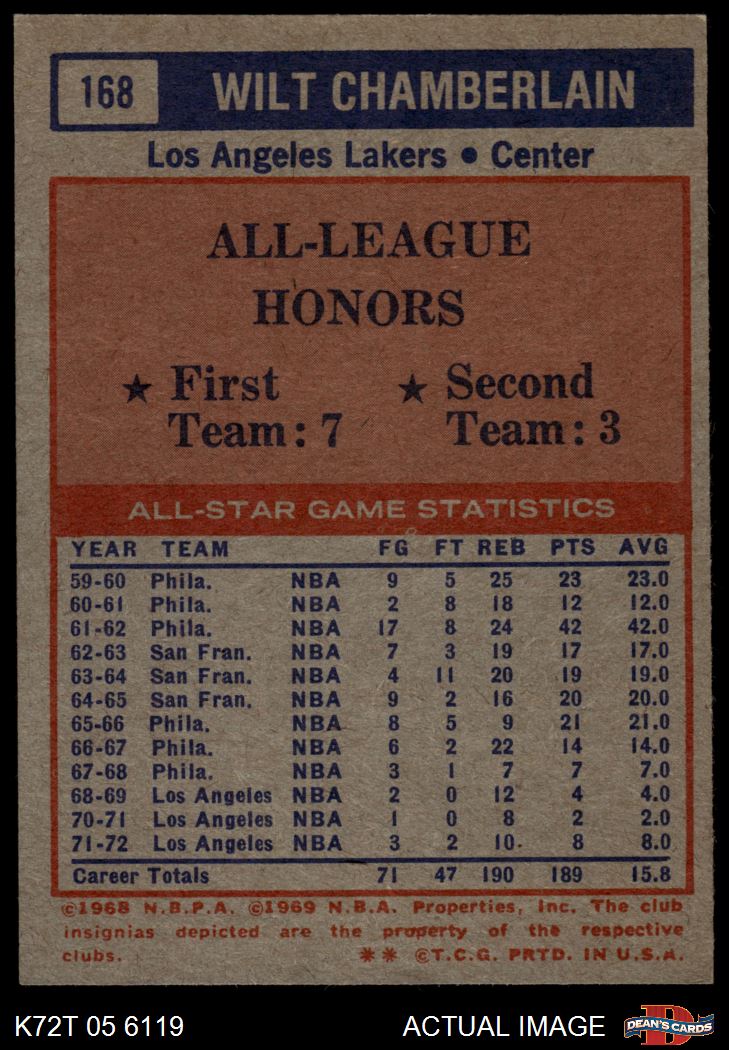 168 WILT CHAMBERLAIN
Los Angeles Lakers • Center
ALL-LEAGUE
HONORS
★ First Team: 7
★ Second Team: 3
ALL-STAR GAME STATISTICS
YEAR TEAM FG FT REB PTS AVG
59-60 Phila. NBA 9 5 25 23 23.0
60-61 Phila. NBA 2 8 18 12 12.0
61-62 Phila. NBA 17 8 24 42 42.0
62-63 San Fran. NBA 7 3 19 17 17.0
63-64 San Fran. NBA 4 11 20 19 19.0
64-65 San Fran. NBA 9 2 16 20 20.0
65-66 Phila. NBA 8 5 9 21 21.0
66-67 Phila. NBA 6 2 22 14 14.0
67-68 Phila. NBA 3 1 7 7 7.0
68-69 Los Angeles NBA 2 0 12 4 4.0
70-71 Los Angeles NBA 1 0 8 2 2.0
71-72 Los Angeles NBA 3 2 10 8 8.0
Career Totals 71 47 190 189 15.8
©1968 N.B.P.A. ©1969 N.B.A. Properties, Inc. The club
insignias depicted are the property of the respective
clubs. ** ©T.C.G. PRTD. IN U.S.A.
K72T 05 6119 ACTUAL IMAGE DEAN'S CARDS